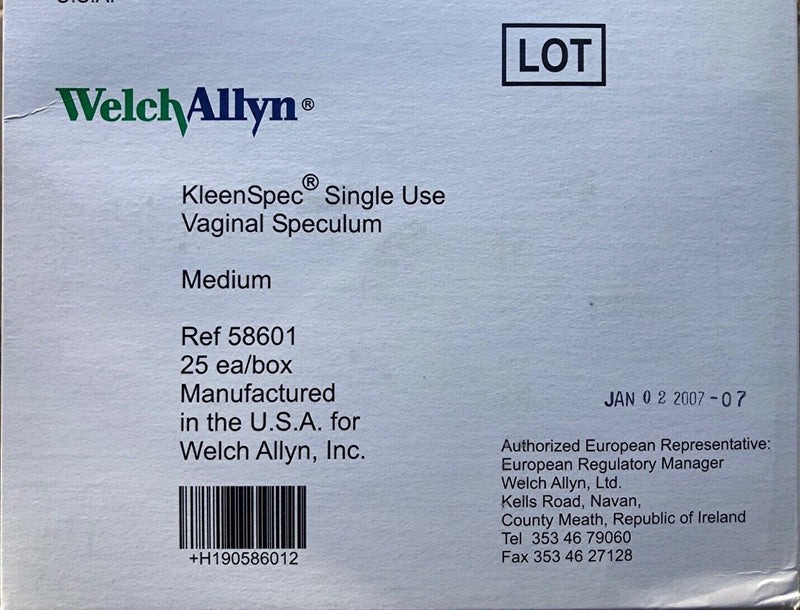 U.S.A.
LOT
WelchAllyn®
KleenSpec® Single Use
Vaginal Speculum
Medium
Ref 58601
25 ea/box
Manufactured
in the U.S.A. for
Welch Allyn, Inc.
+H190586012
JAN 02 2007-07
Authorized European Representative:
European Regulatory Manager
Welch Allyn, Ltd.
Kells Road, Navan,
County Meath, Republic of Ireland
Tel 353 46 79060
Fax 353 46 27128